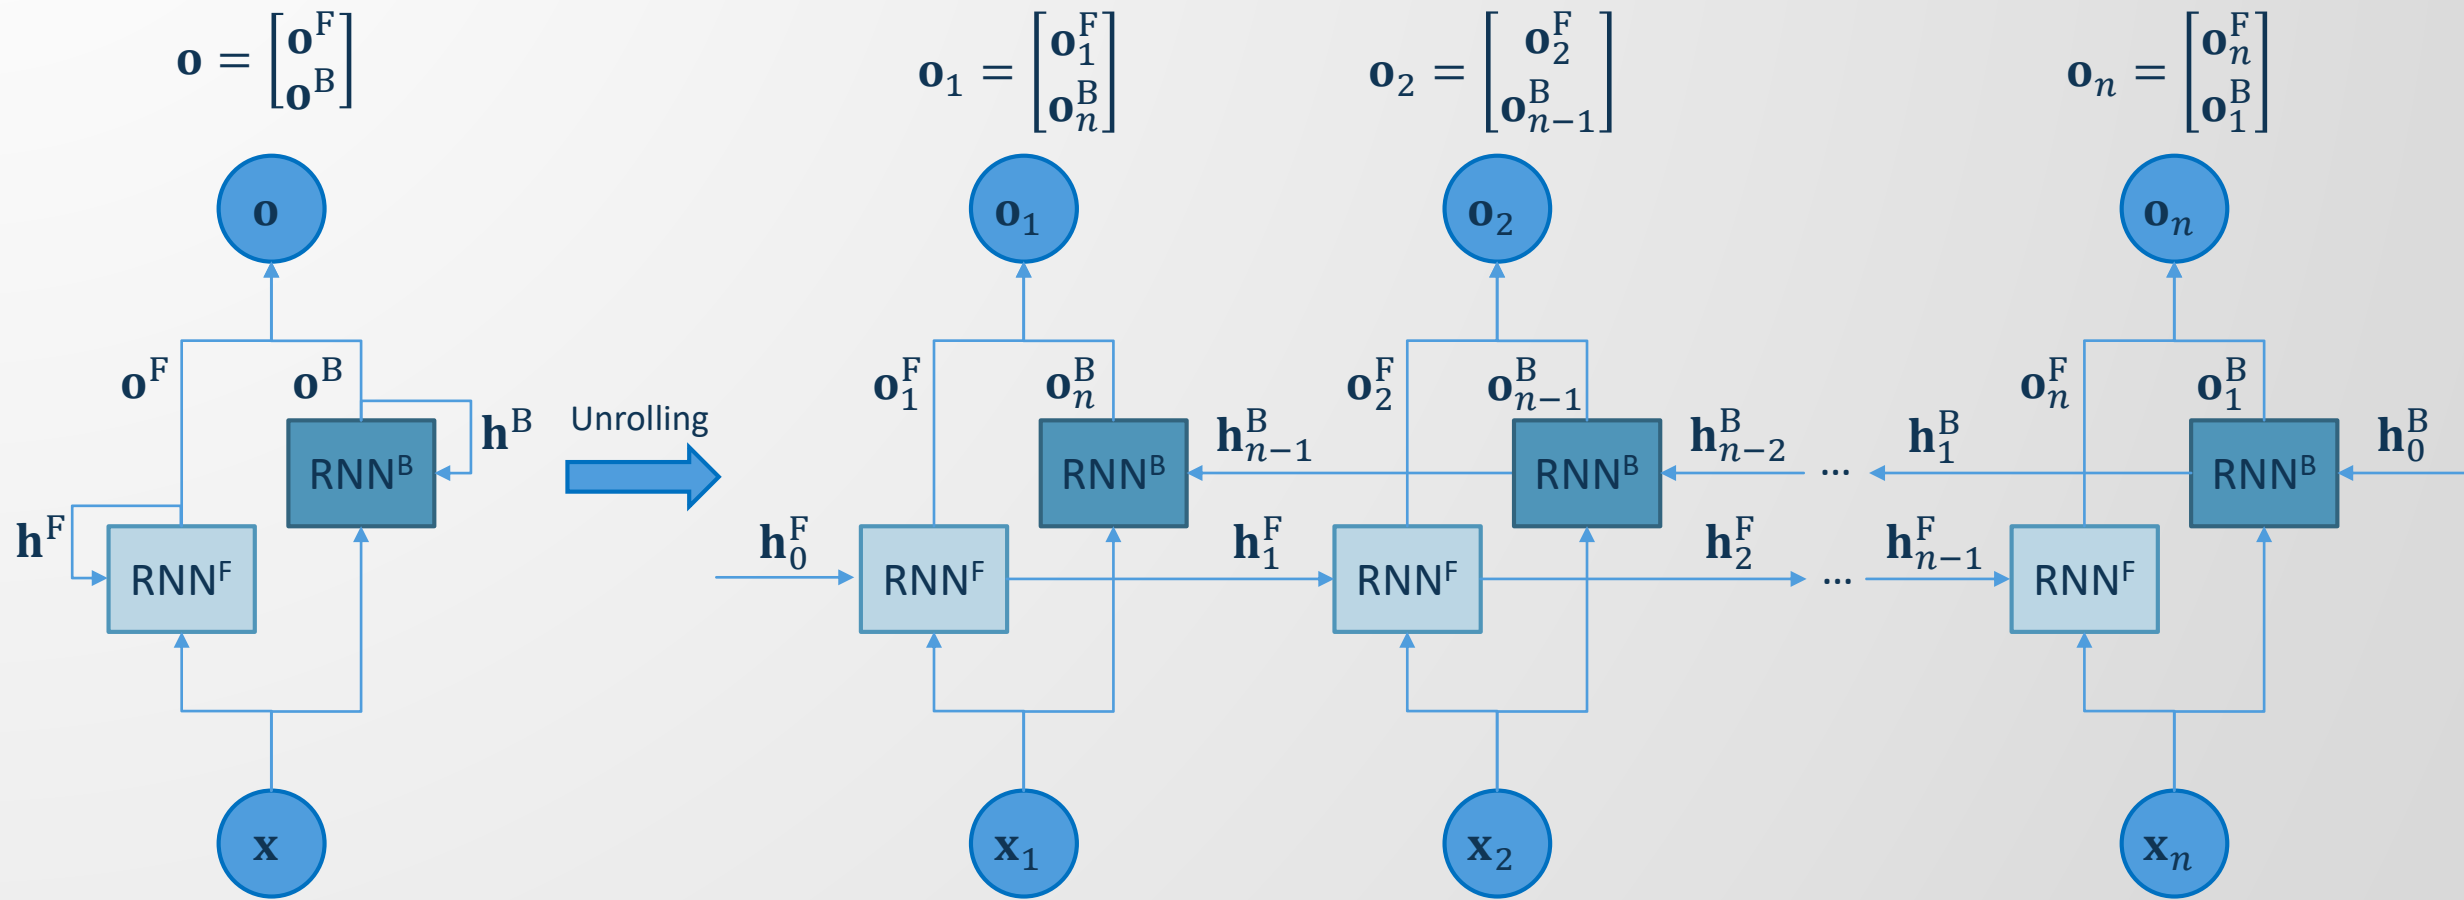 o = [o^F o^B]
o_1 = [o_1^F o_n^B]
o_2 = [o_2^F o_{n−1}^B]
o_n = [o_n^F o_1^B]
o
o_1
o_2
o_n
o^F
o^B
h^B
h^F
RNN^B
RNN^F
x
Unrolling
o_1^F
o_n^B
h_{n−1}^B
RNN^B
h_0^F
RNN^F
h_1^F
x_1
o_2^F
o_{n−1}^B
h_{n−2}^B
RNN^B
...
RNN^F
h_2^F
...
x_2
h_1^B
o_n^F
o_1^B
h_0^B
RNN^B
h_{n−1}^F
RNN^F
x_n